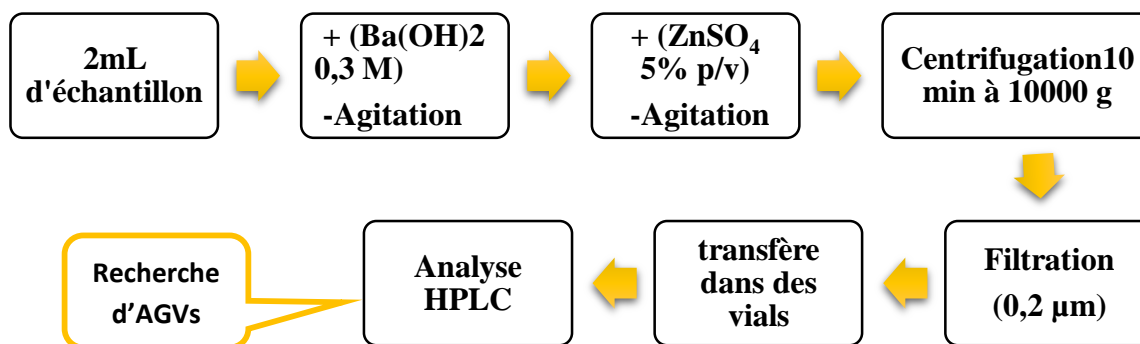 2mL
d'échantillon
+ (Ba(OH)2
0,3 M)
-Agitation
+ (ZnSO₄
5% p/v)
-Agitation
Centrifugation10
min à 10000 g
Filtration
(0,2 µm)
transfère
dans des
vials
Analyse
HPLC
Recherche
d’AGVs